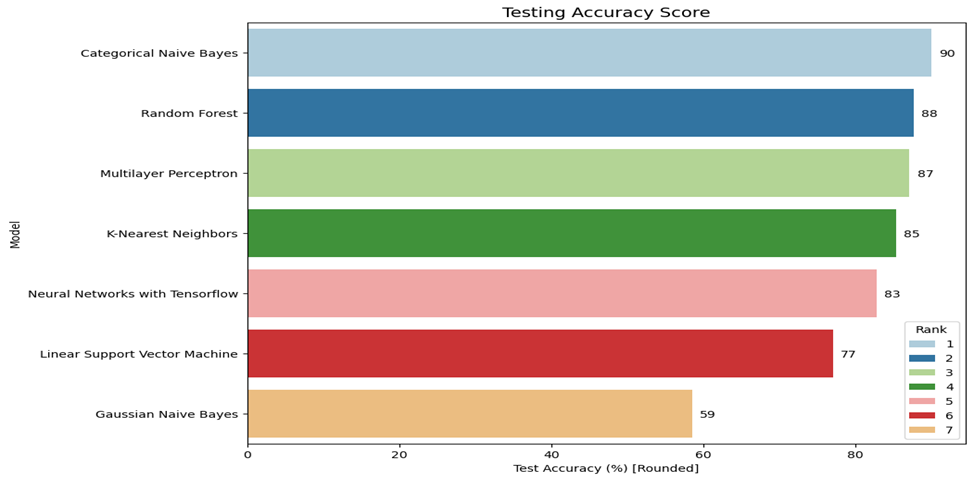 Testing Accuracy Score
Model
Categorical Naive Bayes 90
Random Forest 88
Multilayer Perceptron 87
K-Nearest Neighbors 85
Neural Networks with Tensorflow 83
Linear Support Vector Machine 77
Gaussian Naive Bayes 59
Rank
1
2
3
4
5
6
7
0 20 40 60 80
Test Accuracy (%) [Rounded]